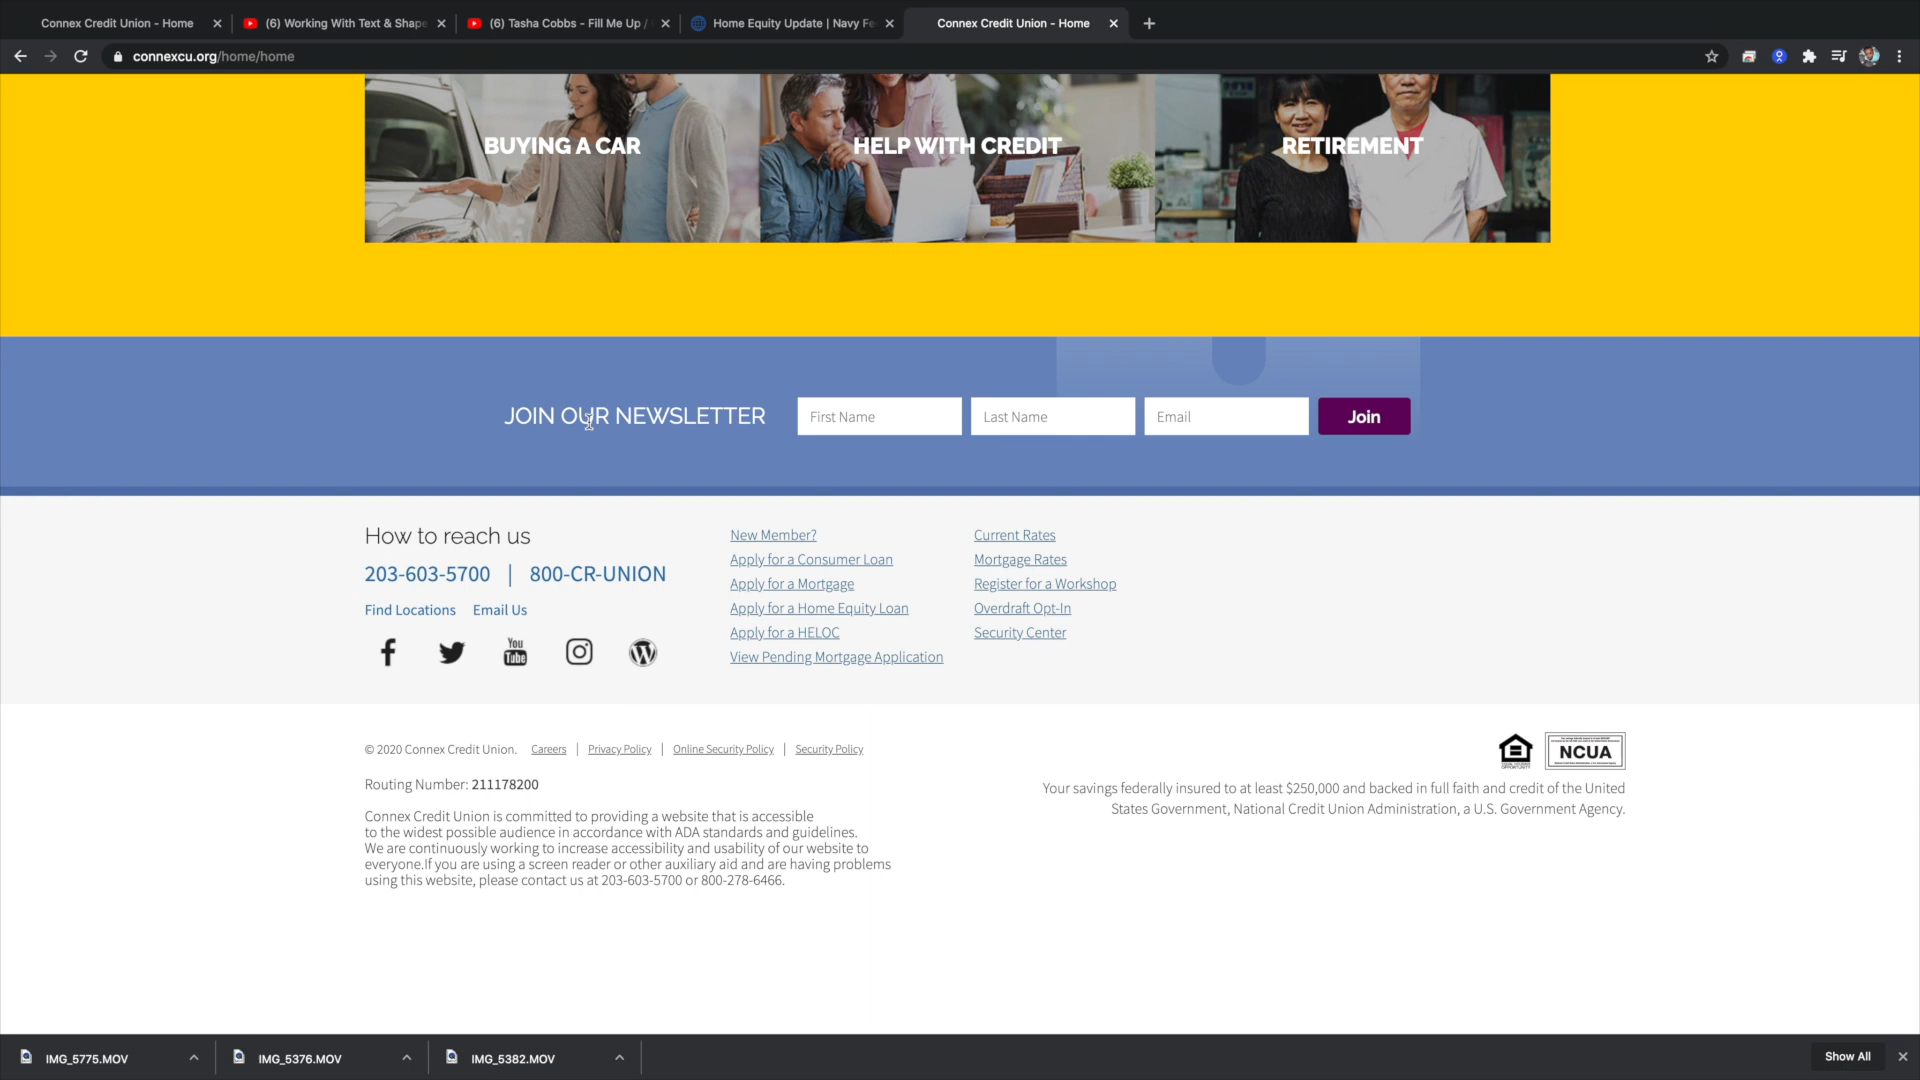 Connex Credit Union - Home
(6) Working With Text & Shape
(6) Tasha Cobbs - Fill Me Up /
Home Equity Update | Navy Fe
Connex Credit Union - Home
connexcu.org/home/home
BUYING A CAR
HELP WITH CREDIT
RETIREMENT
JOIN OUR NEWSLETTER
First Name
Last Name
Email
Join
How to reach us
203-603-5700 | 800-CR-UNION
Find Locations Email Us
You Tube
New Member?
Apply for a Consumer Loan
Apply for a Mortgage
Apply for a Home Equity Loan
Apply for a HELOC
View Pending Mortgage Application
Current Rates
Mortgage Rates
Register for a Workshop
Overdraft Opt-In
Security Center
© 2020 Connex Credit Union. Careers | Privacy Policy | Online Security Policy | Security Policy
Routing Number: 211178200
Connex Credit Union is committed to providing a website that is accessible
to the widest possible audience in accordance with ADA standards and guidelines.
We are continuously working to increase accessibility and usability of our website to
everyone.If you are using a screen reader or other auxiliary aid and are having problems
using this website, please contact us at 203-603-5700 or 800-278-6466.
NCUA
Your savings federally insured to at least $250,000 and backed in full faith and credit of the United
States Government, National Credit Union Administration, a U.S. Government Agency.
IMG_5775.MOV
IMG_5376.MOV
IMG_5382.MOV
Show All